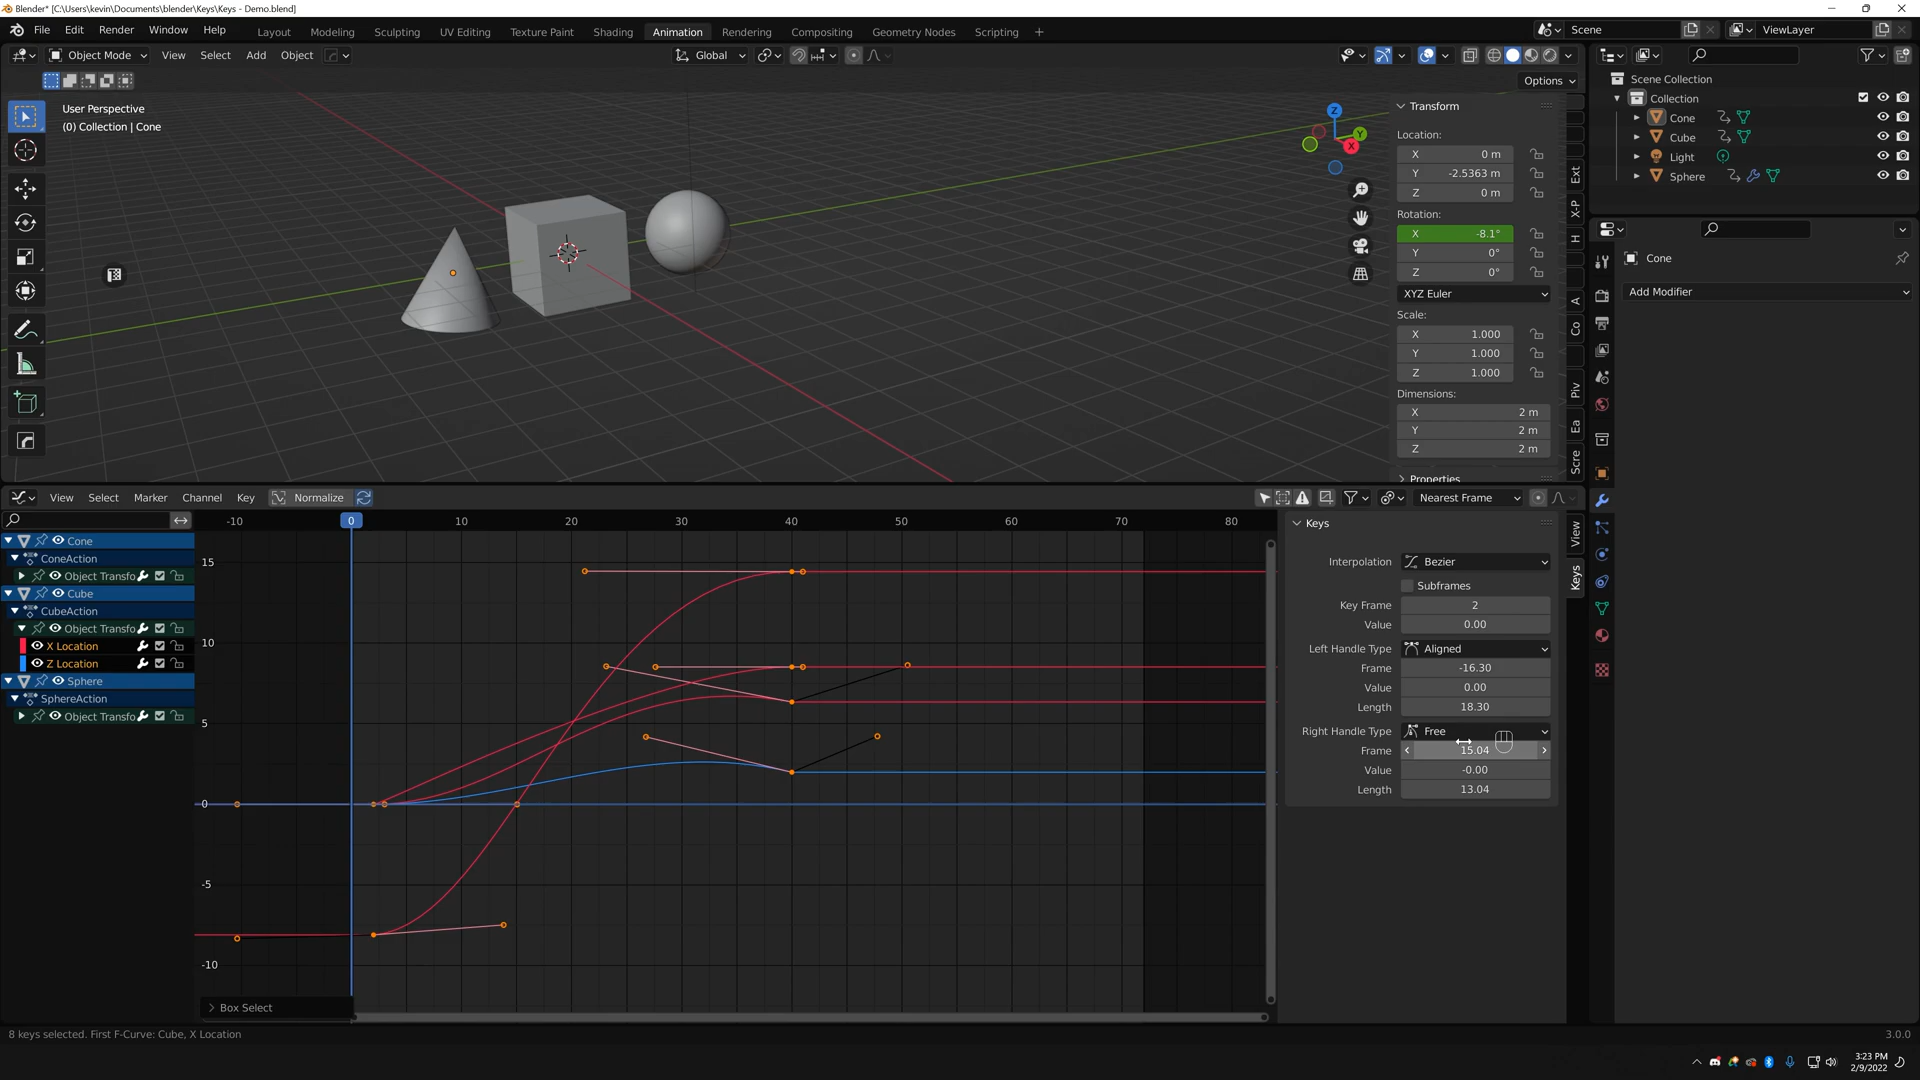 Blender* [C:\Users\kevin\Documents\blender\Keys\Keys - Demo.blend]
File Edit Render Window Help
Layout Modeling Sculpting UV Editing Texture Paint Shading Animation Rendering Compositing Geometry Nodes Scripting +
Scene
ViewLayer
Object Mode View Select Add Object
Global
Options
User Perspective
(0) Collection | Cone
Z
Y
X
Transform
Location:
X 0 m
Y -2.5363 m
Z 0 m
Rotation:
X -8.1°
Y 0°
Z 0°
XYZ Euler
Scale:
X 1.000
Y 1.000
Z 1.000
Dimensions:
X 2 m
Y 2 m
Z 2 m
Properties
Ext
X-P
H
A
Co
Piv
Ea
Scre
Scene Collection
Collection
Cone
Cube
Light
Sphere
Cone
Add Modifier
View Select Marker Channel Key Normalize
Nearest Frame
-10 0 10 20 30 40 50 60 70 80
Cone
ConeAction
Object Transfo
Cube
CubeAction
Object Transfo
X Location
Z Location
Sphere
SphereAction
Object Transfo
15
10
5
0
-5
-10
Box Select
Keys
Interpolation Bezier
Subframes
Key Frame 2
Value 0.00
Left Handle Type Aligned
Frame -16.30
Value 0.00
Length 18.30
Right Handle Type Free
Frame 15.04
Value -0.00
Length 13.04
View
Keys
8 keys selected. First F-Curve: Cube, X Location
3.0.0
3:23 PM
2/9/2022